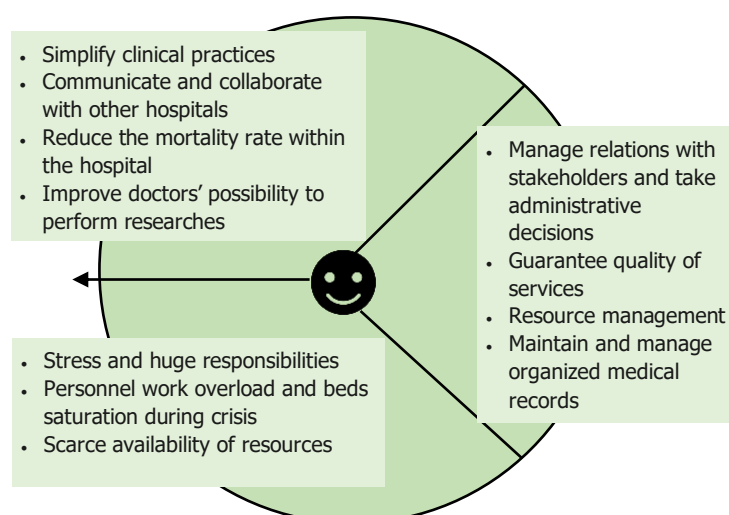 • Simplify clinical practices
• Communicate and collaborate
with other hospitals
• Reduce the mortality rate within
the hospital
• Improve doctors’ possibility to
perform researches
• Manage relations with
stakeholders and take
administrative
decisions
• Guarantee quality of
services
• Resource management
• Maintain and manage
organized medical
records
• Stress and huge responsibilities
• Personnel work overload and beds
saturation during crisis
• Scarce availability of resources